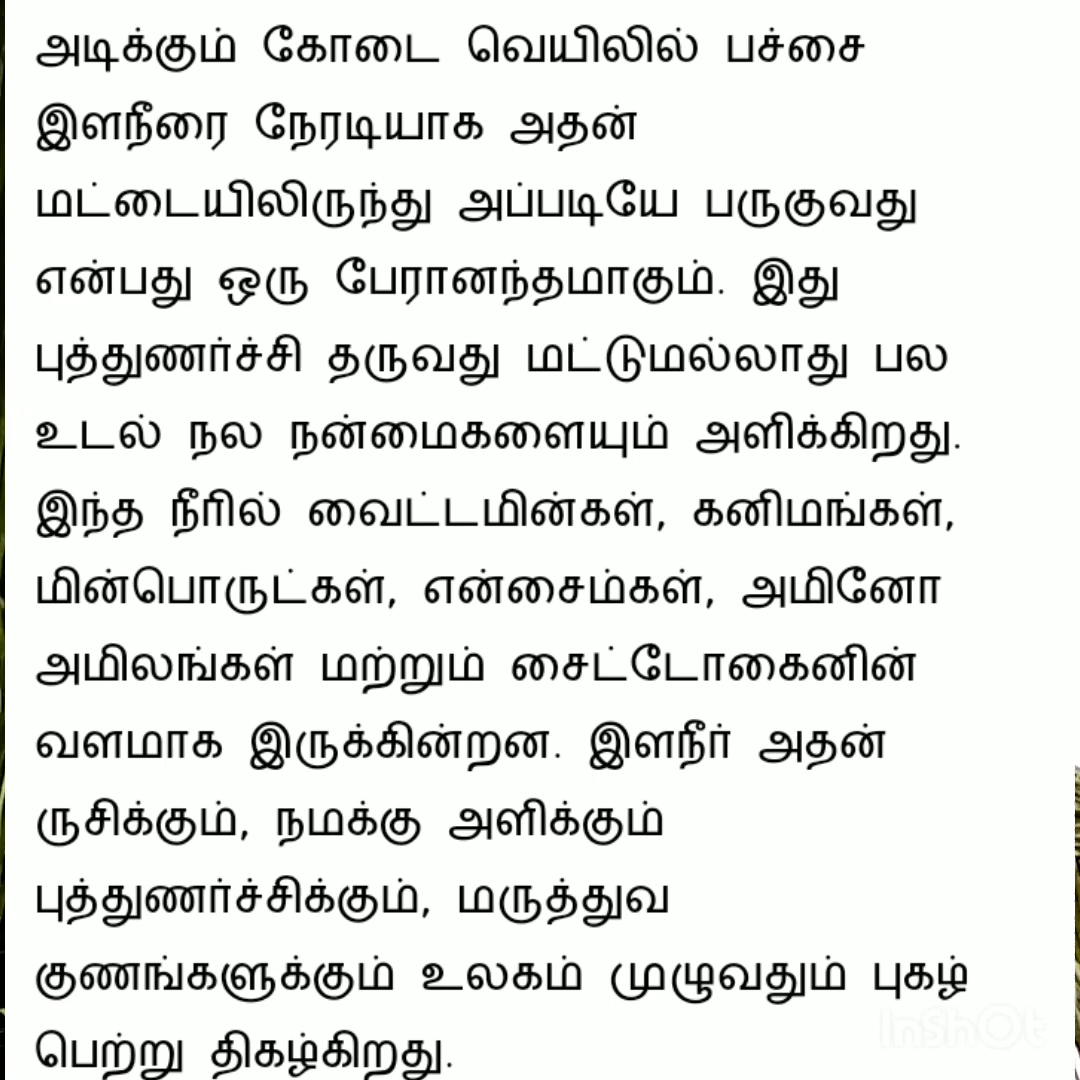 அடிக்கும் கோடை வெயிலில் பச்சை
இளநீரை நேரடியாக அதன்
மட்டையிலிருந்து அப்படியே பருகுவது
என்பது ஒரு பேரானந்தமாகும். இது
புத்துணர்ச்சி தருவது மட்டுமல்லாது பல
உடல் நல நன்மைகளையும் அளிக்கிறது.
இந்த நீரில் வைட்டமின்கள், கனிமங்கள்,
மின்பொருட்கள், என்சைம்கள், அமினோ
அமிலங்கள் மற்றும் சைட்டோகைனின்
வளமாக இருக்கின்றன. இளநீர் அதன்
ருசிக்கும், நமக்கு அளிக்கும்
புத்துணர்ச்சிக்கும், மருத்துவ
குணங்களுக்கும் உலகம் முழுவதும் புகழ்
பெற்று திகழ்கிறது.
InShOt